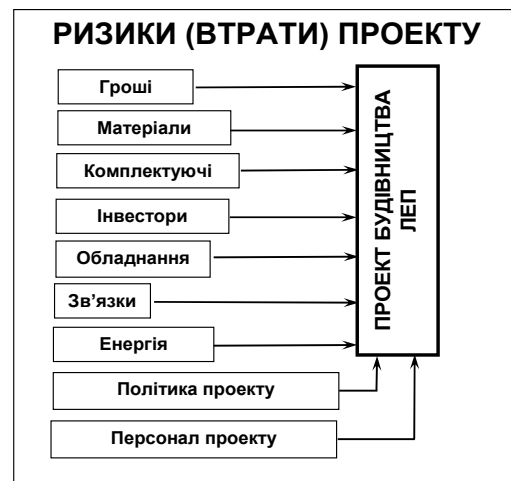 РИЗИКИ (ВТРАТИ) ПРОЕКТУ
Гроші
Матеріали
Комплектуючі
Інвестори
Обладнання
Зв’язки
Енергія
Політика проекту
Персонал проекту
ПРОЕКТ БУДІВНИЦТВА
ЛЕП